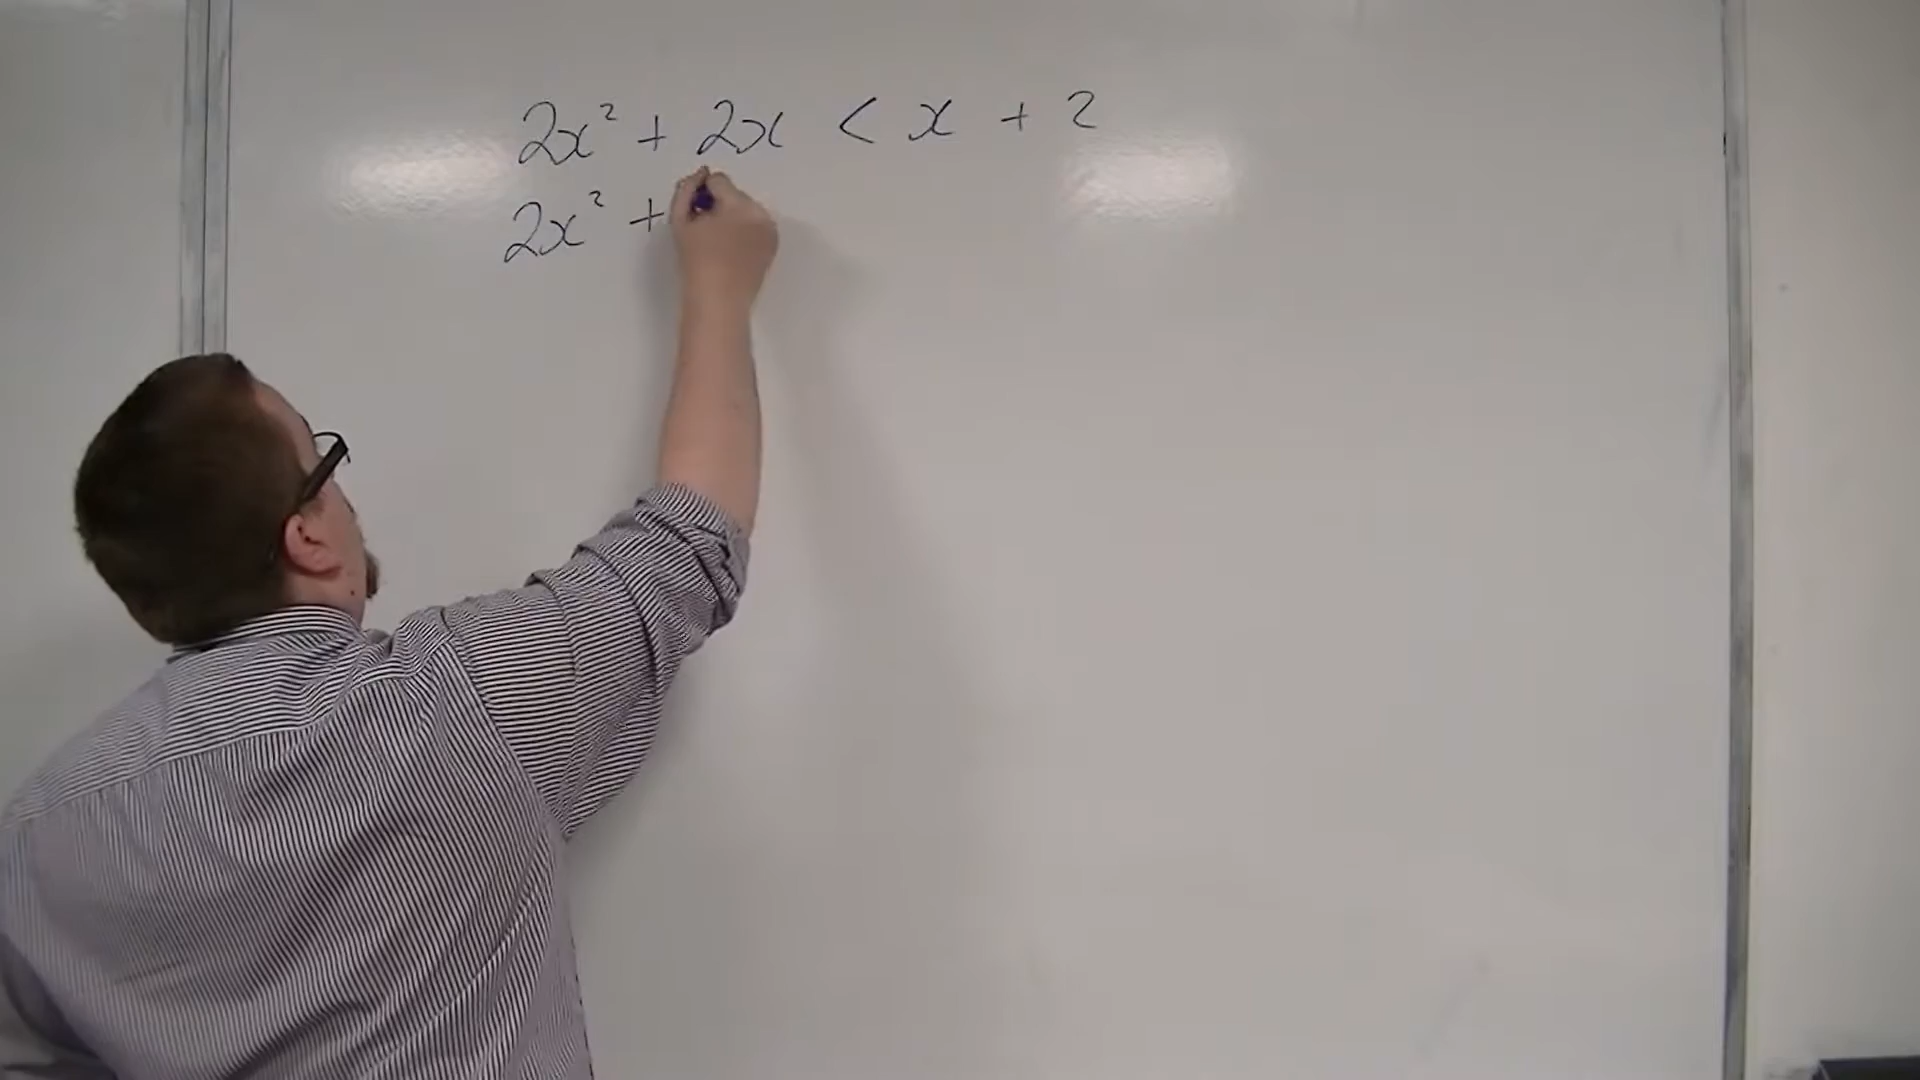 2x² + 2x < x + 2
2x² +